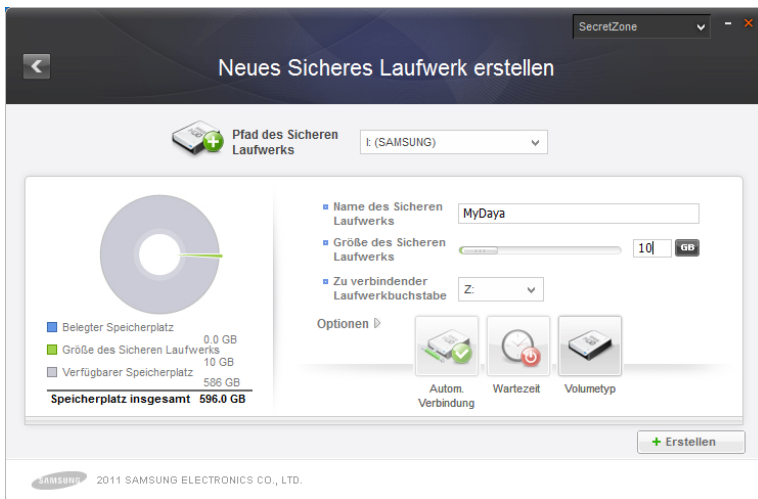 SecretZone
Neues Sicheres Laufwerk erstellen
Pfad des Sicheren
Laufwerks
I: (SAMSUNG)
Name des Sicheren
Laufwerks
MyDaya
Größe des Sicheren
Laufwerks
10
GB
Zu verbindender
Laufwerkbuchstabe
Z:
Optionen
Autom.
Verbindung
Wartezeit
Volumetyp
Belegter Speicherplatz
0.0 GB
Größe des Sicheren Laufwerks
10 GB
Verfügbarer Speicherplatz
586 GB
Speicherplatz insgesamt 596.0 GB
+ Erstellen
SAMSUNG 2011 SAMSUNG ELECTRONICS CO., LTD.